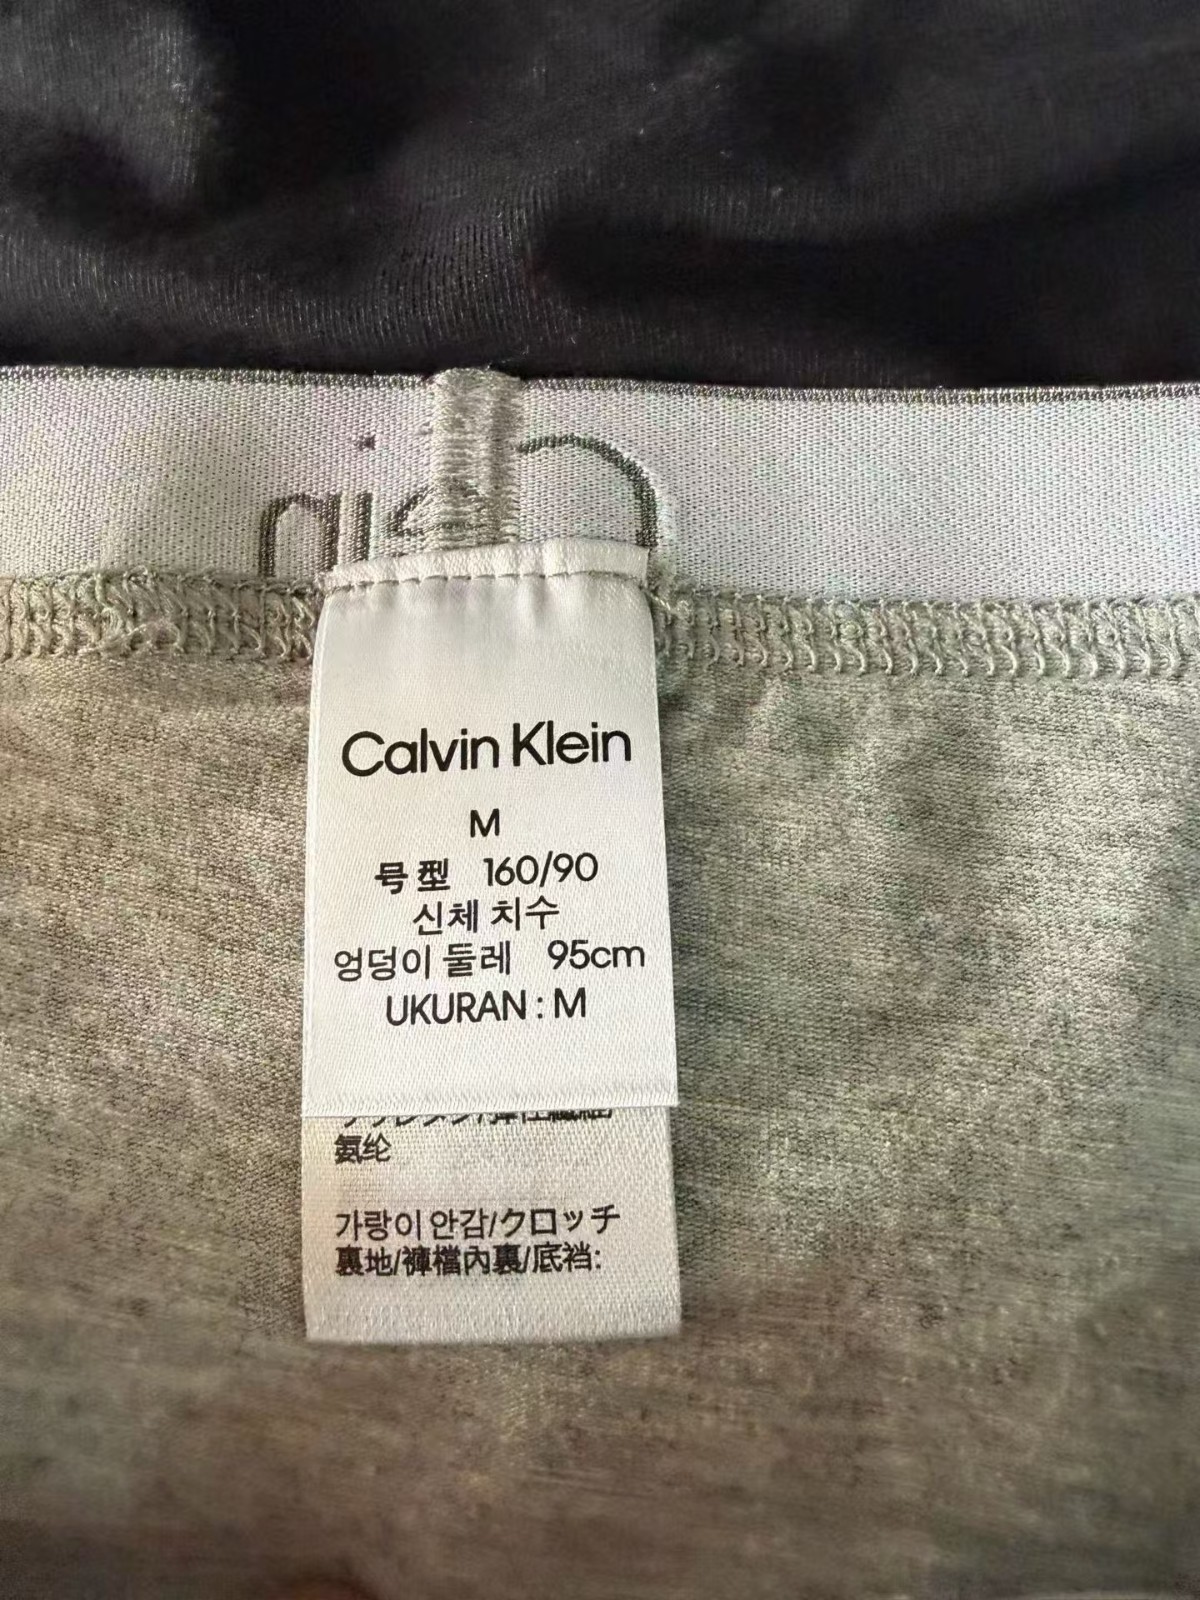 Calvin Klein
M
号型 160/90
신체 치수
엉덩이 둘레 95cm
UKURAN : M
氨纶
가랑이 안감/クロッチ
裏地/褲檔內裏/底裆: